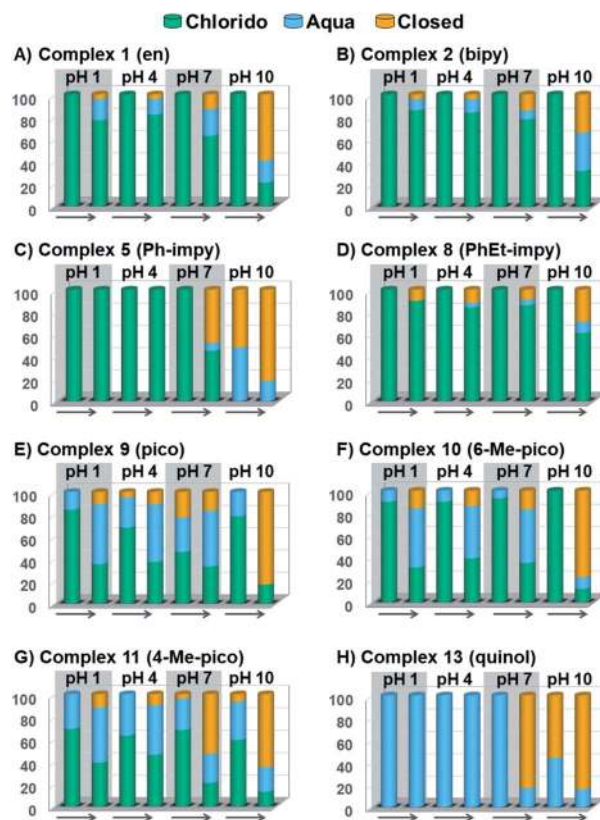 Chlorido Aqua Closed
A) Complex 1 (en)
pH 1 pH 4 pH 7 pH 10
100
80
60
40
20
0
B) Complex 2 (bipy)
pH 1 pH 4 pH 7 pH 10
100
80
60
40
20
0
C) Complex 5 (Ph-impy)
pH 1 pH 4 pH 7 pH 10
100
80
60
40
20
0
D) Complex 8 (PhEt-impy)
pH 1 pH 4 pH 7 pH 10
100
80
60
40
20
0
E) Complex 9 (pico)
pH 1 pH 4 pH 7 pH 10
100
80
60
40
20
0
F) Complex 10 (6-Me-pico)
pH 1 pH 4 pH 7 pH 10
100
80
60
40
20
0
G) Complex 11 (4-Me-pico)
pH 1 pH 4 pH 7 pH 10
100
80
60
40
20
0
H) Complex 13 (quinol)
pH 1 pH 4 pH 7 pH 10
100
80
60
40
20
0